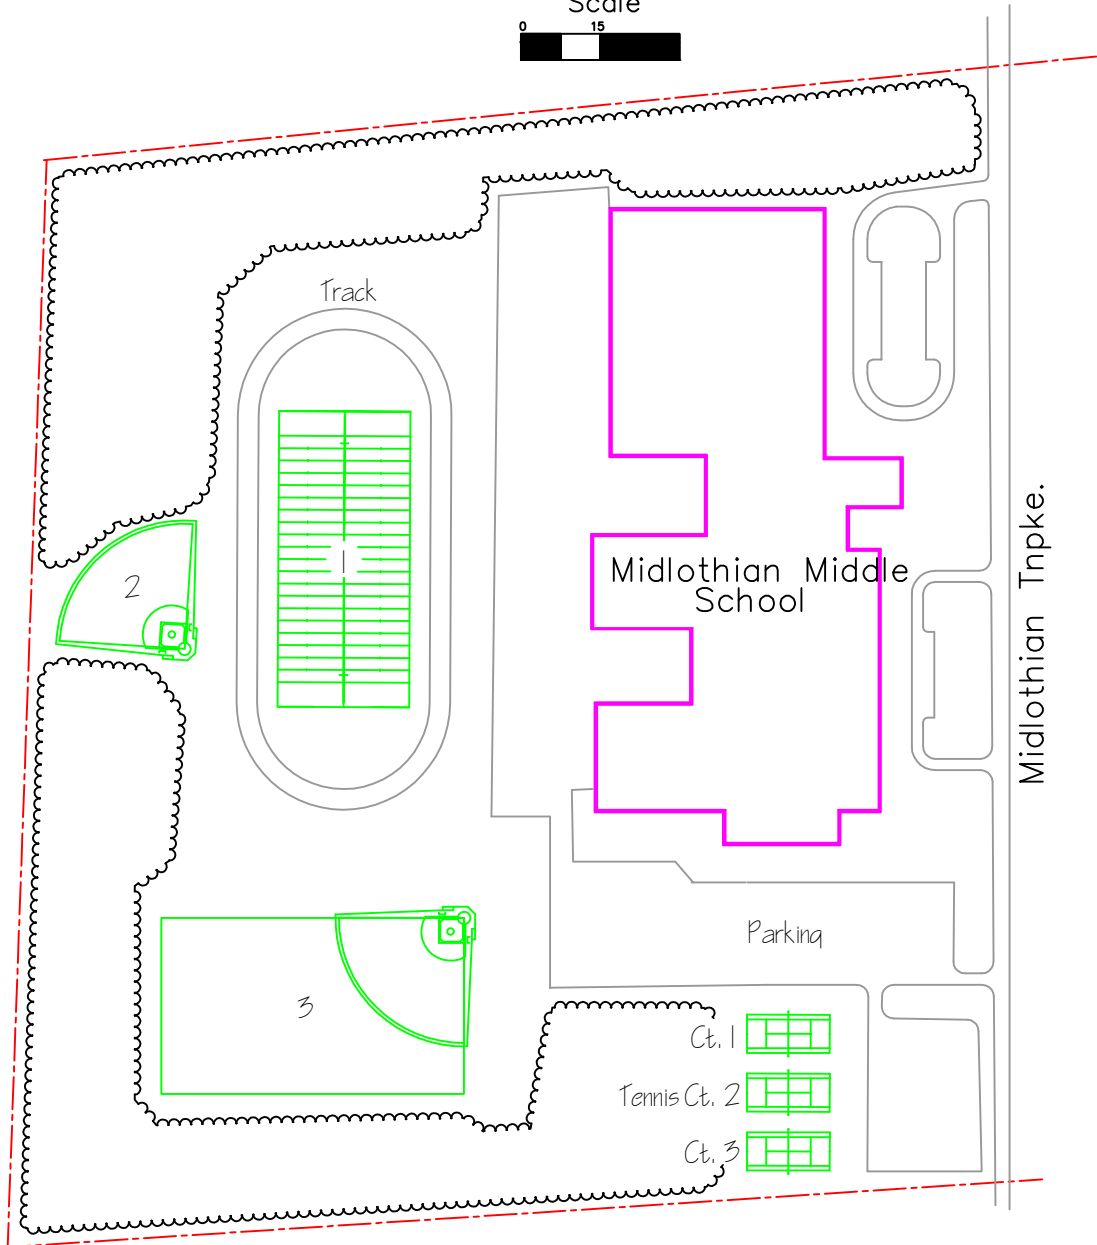 Scale
0 15
Track
2
Midlothian Middle
School
Midlothian Tnpke.
Parking
3
Ct. 1
Tennis Ct. 2
Ct. 3